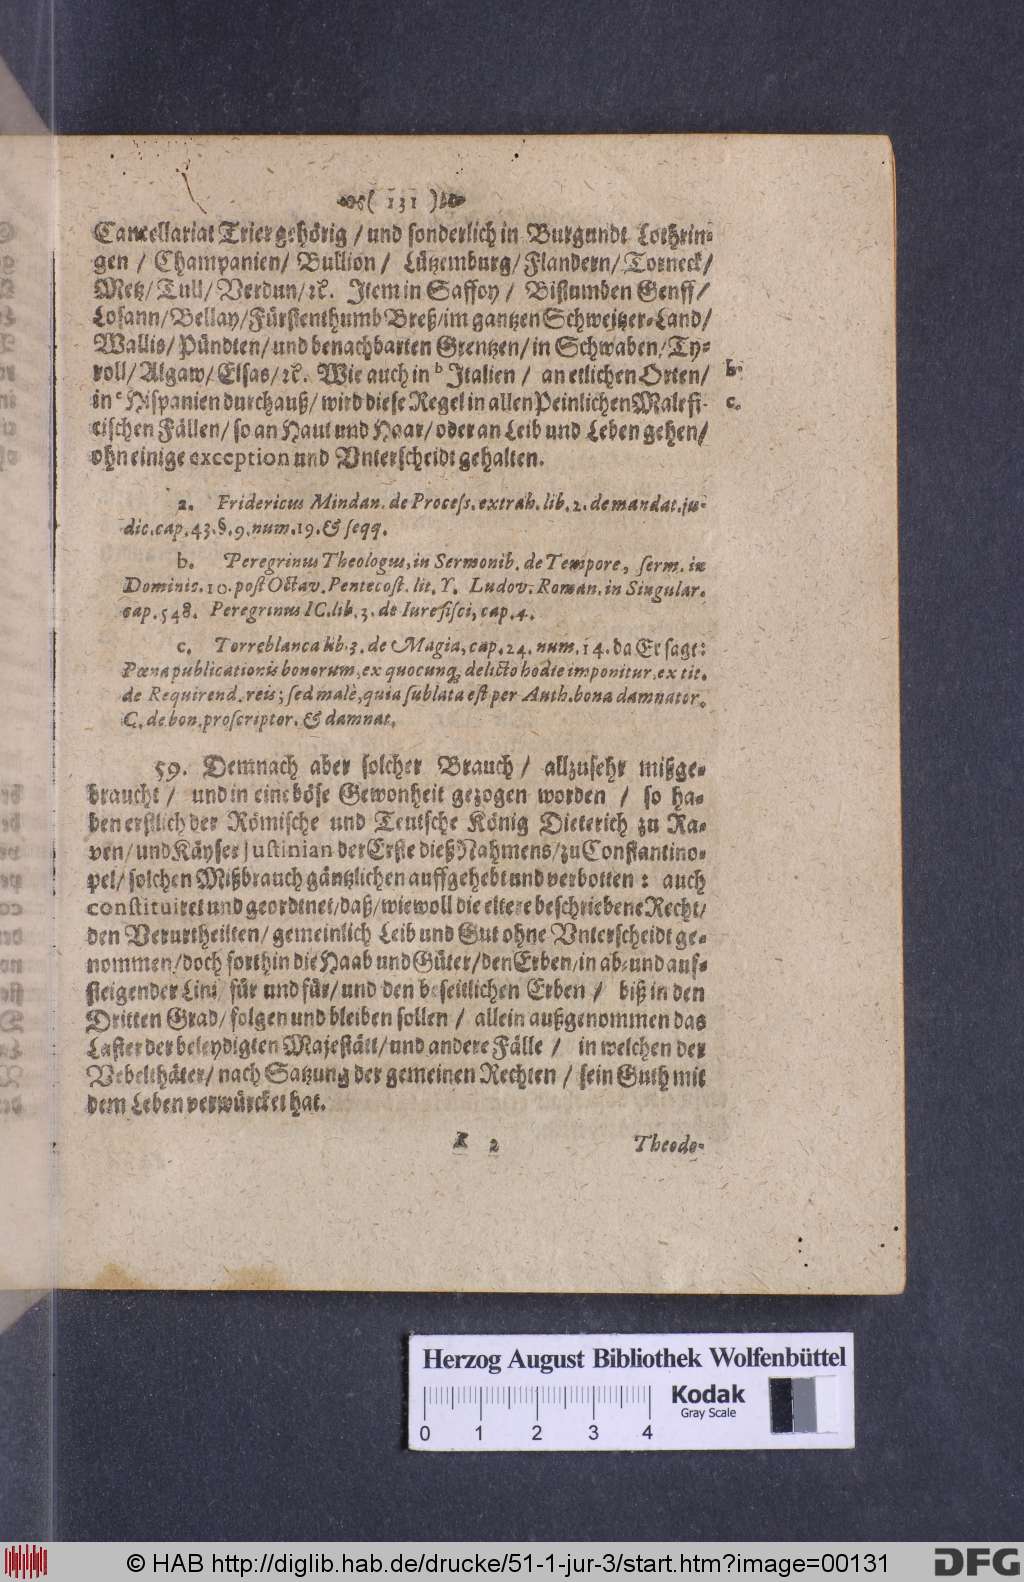 ( 131 )
Cancellariat Trier gehörig / und sonderlich in Burgundt Lothrin-
gen / Champanien/ Bullion / Lützemburg/ Flandern/ Torneck/
Metz/ Tull/ Verdun/ ꝛc. Item in Saffoy / Bistumben Genff/
Losann/ Bellay/ Fürstenthumb Breß/ im gantzen Schweitzer-Land/
Wallis/ Pündten/ und benachbarten Grentzen/ in Schwaben/ Ty-
roll/ Algaw/ Elsas/ ꝛc. Wie auch in ᵇ Italien / an etlichen Orten/ b.
in ᶜ Hispanien durchauß/ wird diese Regel in allen Peinlichen Malefi- c.
tischen Fällen/ so an Haut und Haar/ oder an Leib und Leben gehen/
ohn einige exception und Vnterscheidt gehalten.
a. Fridericus Mindan. de Process. extrah. lib. 2. de mandat. ju-
dic. cap. 43. §. 9. num. 19. & seqq.
b. Peregrinus Theologus, in Sermonib. de Tempore, serm. in
Dominic. 10. post Octav. Pentecost. lit. Y. Ludov. Roman. in Singular.
cap. 548. Peregrinus IC. lib. 3. de Iure fisci, cap. 4.
c. Torreblanca lib. 3. de Magia, cap. 24. num. 14. da Er sagt:
Pœna publicationis bonorum, ex quocunq; delicto hodie imponitur, ex tit.
de Requirend. reis; sed malè, quia sublata est per Auth. bona damnator.
C. de bon. proscriptor. & damnat.
59. Demnach aber solcher Brauch / allzusehr mißge-
braucht / und in eine böse Gewonheit gezogen worden / so ha-
ben erstlich der Römische und Teutsche König Dieterich zu Ra-
ven/ und Käyser Justinian der Erste dieß Nahmens/ zu Constantino-
pel/ solchen Mißbrauch gäntzlichen auffgehebt und verbotten: auch
constituiret und geordtnet/ daß/ wiewoll die eltere beschriebene Recht/
den Verurtheilten/ gemeinlich Leib und Gut ohne Vnterscheidt ge-
nommen/ doch forthin die Haab und Güter/ den Erben/ in ab- und auf-
steigender Lini/ für und für/ und den beseitlichen Erben / biß in den
Dritten Grad/ folgen und bleiben sollen / allein außgenommen das
Laster der beleydigten Majestätt/ und andere Fälle / in welchen der
Vebelthäter/ nach Satzung der gemeinen Rechten / sein Guth mit
dem Leben verwürcket hat.
R 2 Theodo-
Herzog August Bibliothek Wolfenbüttel
0 1 2 3 4
Kodak
Gray Scale
© HAB http://diglib.hab.de/drucke/51-1-jur-3/start.htm?image=00131
DFG